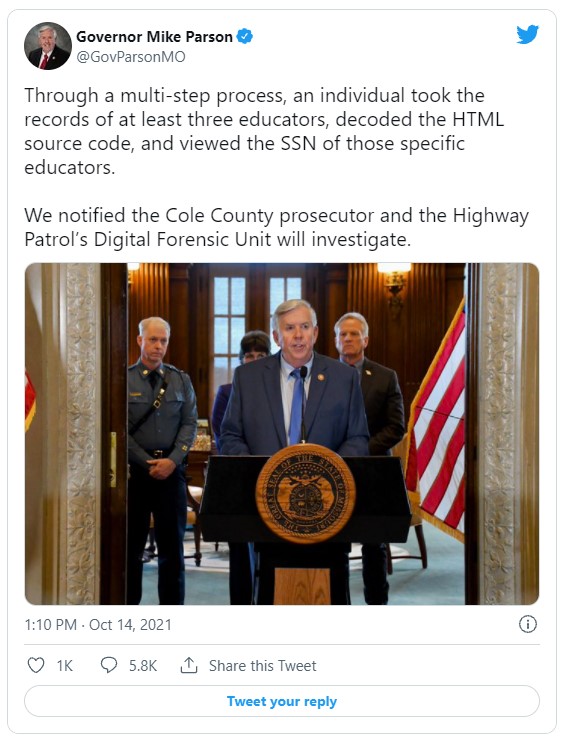 Governor Mike Parson
@GovParsonMO
Through a multi-step process, an individual took the
records of at least three educators, decoded the HTML
source code, and viewed the SSN of those specific
educators.
We notified the Cole County prosecutor and the Highway
Patrol’s Digital Forensic Unit will investigate.
1:10 PM · Oct 14, 2021
1K
5.8K
Share this Tweet
Tweet your reply